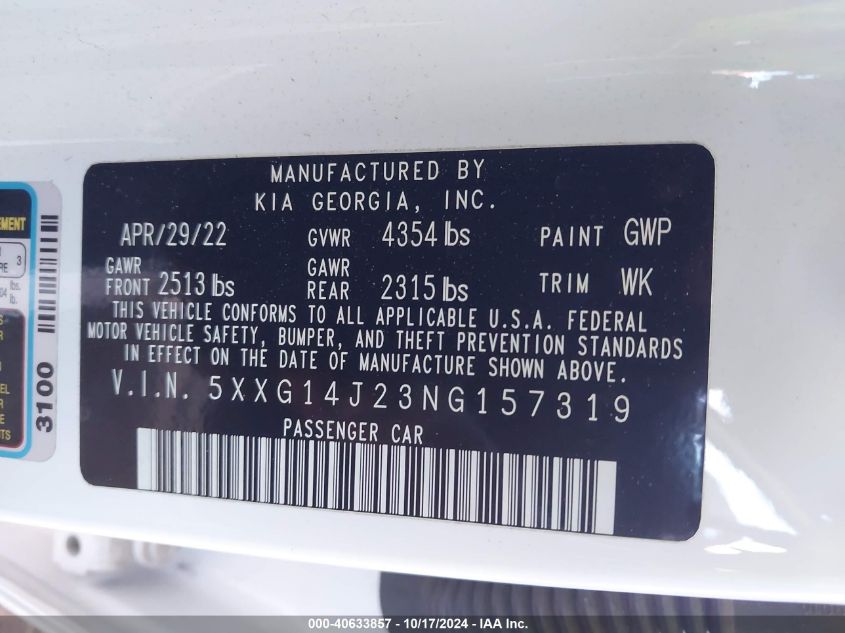 MANUFACTURED BY
KIA GEORGIA, INC.
APR/29/22 GVWR 4354 lbs PAINT GWP
GAWR FRONT 2513 lbs GAWR REAR 2315 lbs TRIM WK
THIS VEHICLE CONFORMS TO ALL APPLICABLE U.S.A. FEDERAL
MOTOR VEHICLE SAFETY, BUMPER, AND THEFT PREVENTION STANDARDS
IN EFFECT ON THE DATE OF MANUFACTURE SHOWN ABOVE.
V.I.N. 5XXG14J23NG157319
PASSENGER CAR
3
lbs.
lb.
3100
000-40633857 - 10/17/2024 - IAA Inc.